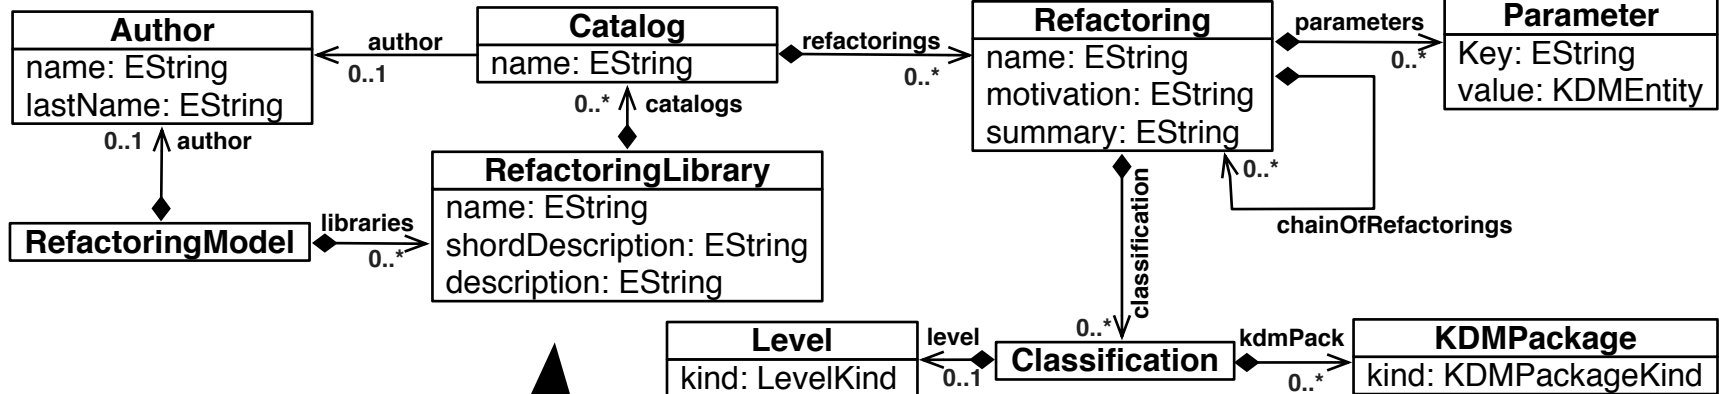 Author
name: EString
lastName: EString
author
0..1
Catalog
name: EString
refactorings
0..*
Refactoring
name: EString
motivation: EString
summary: EString
parameters
0..*
Parameter
Key: EString
value: KDMEntity
0..*
chainOfRefactorings
0..*
catalogs
0..1
author
RefactoringModel
libraries
0..*
RefactoringLibrary
name: EString
shordDescription: EString
description: EString
classification
0..*
Level
kind: LevelKind
level
0..1
Classification
kdmPack
0..*
KDMPackage
kind: KDMPackageKind